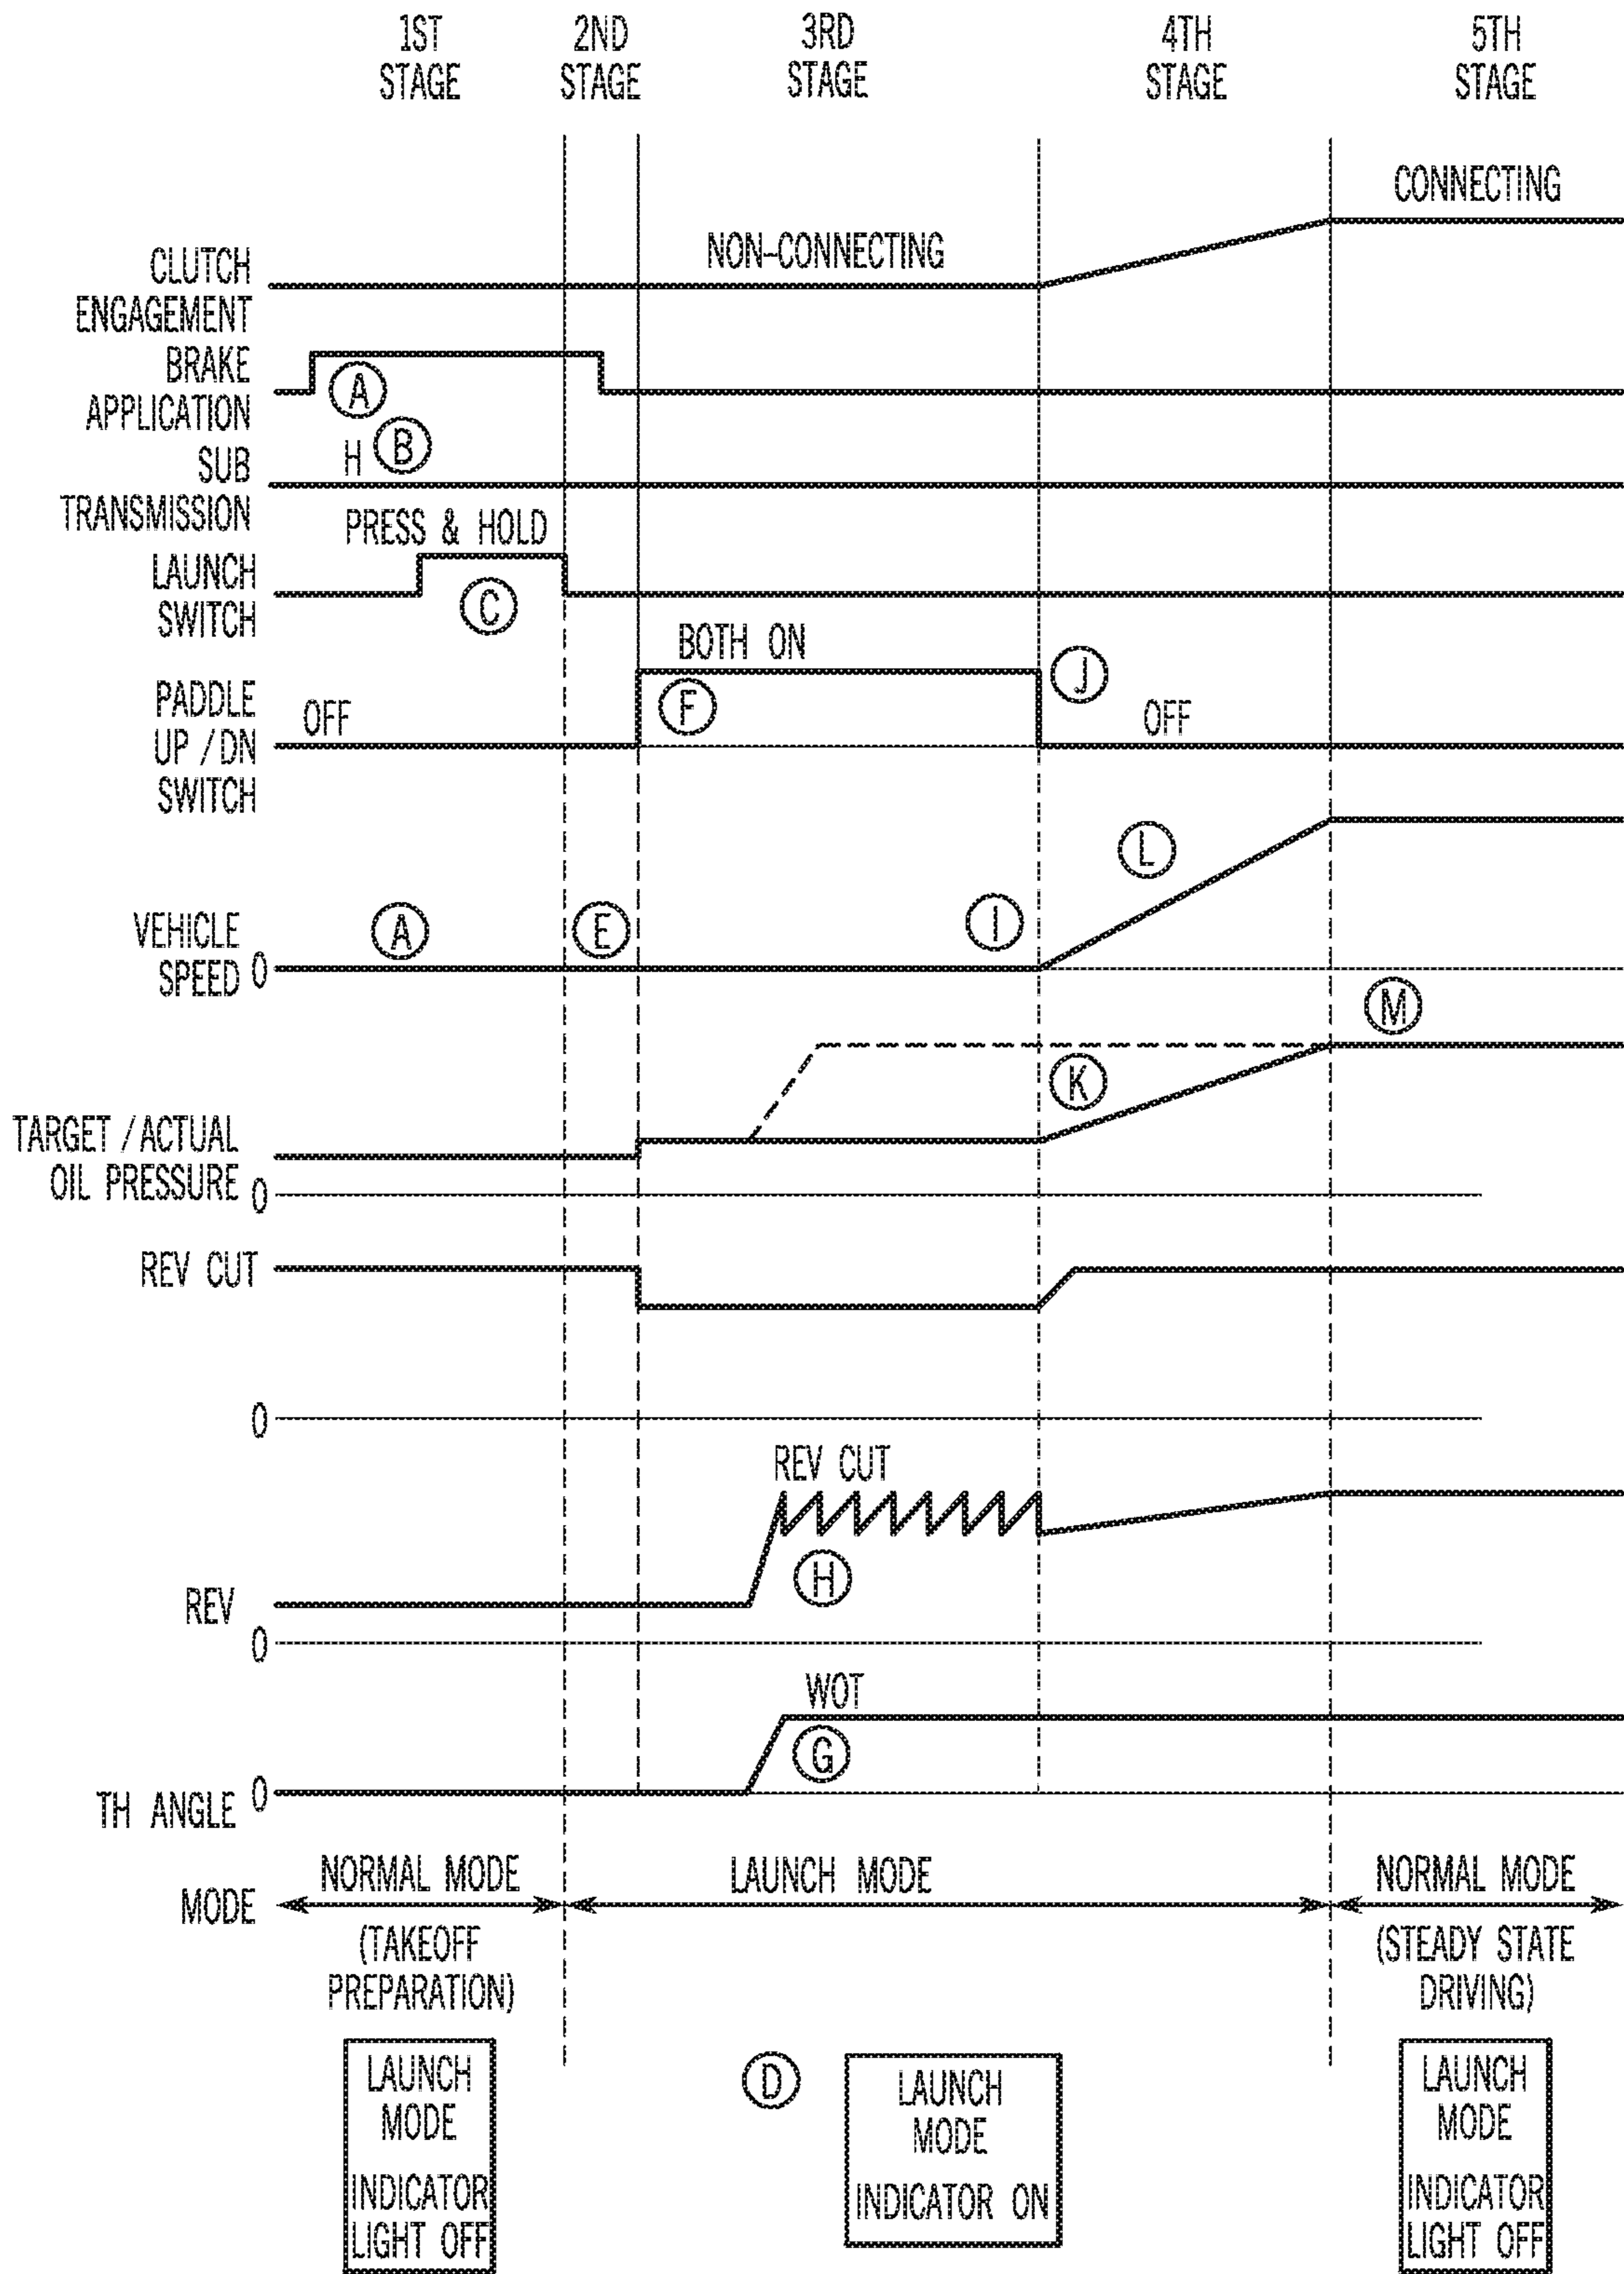 1ST
STAGE
2ND
STAGE
3RD
STAGE
4TH
STAGE
5TH
STAGE
CONNECTING
NON-CONNECTING
CLUTCH
ENGAGEMENT
BRAKE
APPLICATION
A
H B
SUB
TRANSMISSION
PRESS & HOLD
LAUNCH
SWITCH
C
BOTH ON
PADDLE
UP / DN
SWITCH
OFF
F
J
OFF
L
VEHICLE
SPEED 0
A
E
I
M
K
TARGET / ACTUAL
OIL PRESSURE 0
REV CUT
0
REV CUT
H
REV
0
WOT
G
TH ANGLE 0
MODE
NORMAL MODE
(TAKEOFF
PREPARATION)
LAUNCH MODE
NORMAL MODE
(STEADY STATE
DRIVING)
LAUNCH
MODE
INDICATOR
LIGHT OFF
D
LAUNCH
MODE
INDICATOR ON
LAUNCH
MODE
INDICATOR
LIGHT OFF